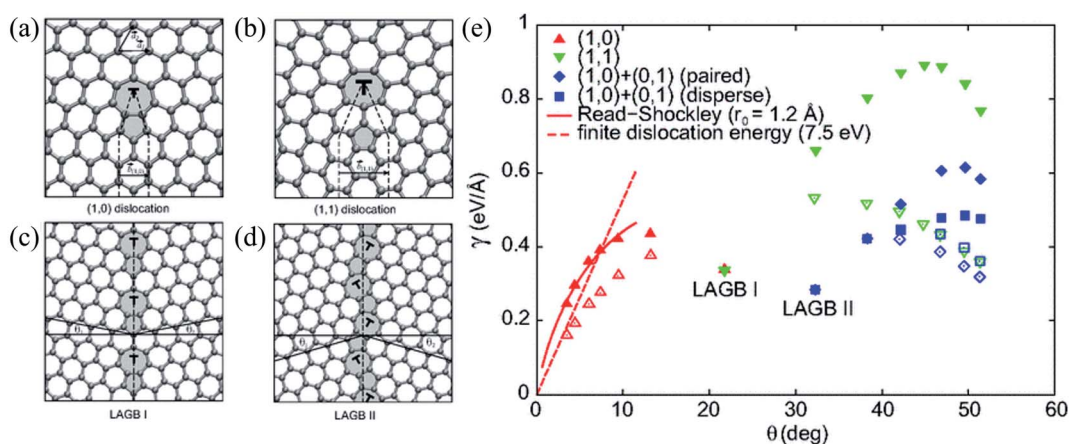 (a)
(b)
(1,0) dislocation
(1,1) dislocation
(c)
(d)
θ₁
θ₂
LAGB I
LAGB II
(e)
(1,0)
(1,1)
(1,0)+(0,1) (paired)
(1,0)+(0,1) (disperse)
Read−Shockley (r₀ = 1.2 Å)
finite dislocation energy (7.5 eV)
LAGB I
LAGB II
γ (eV/Å)
1
0.8
0.6
0.4
0.2
0
0 10 20 30 40 50 60
θ (deg)